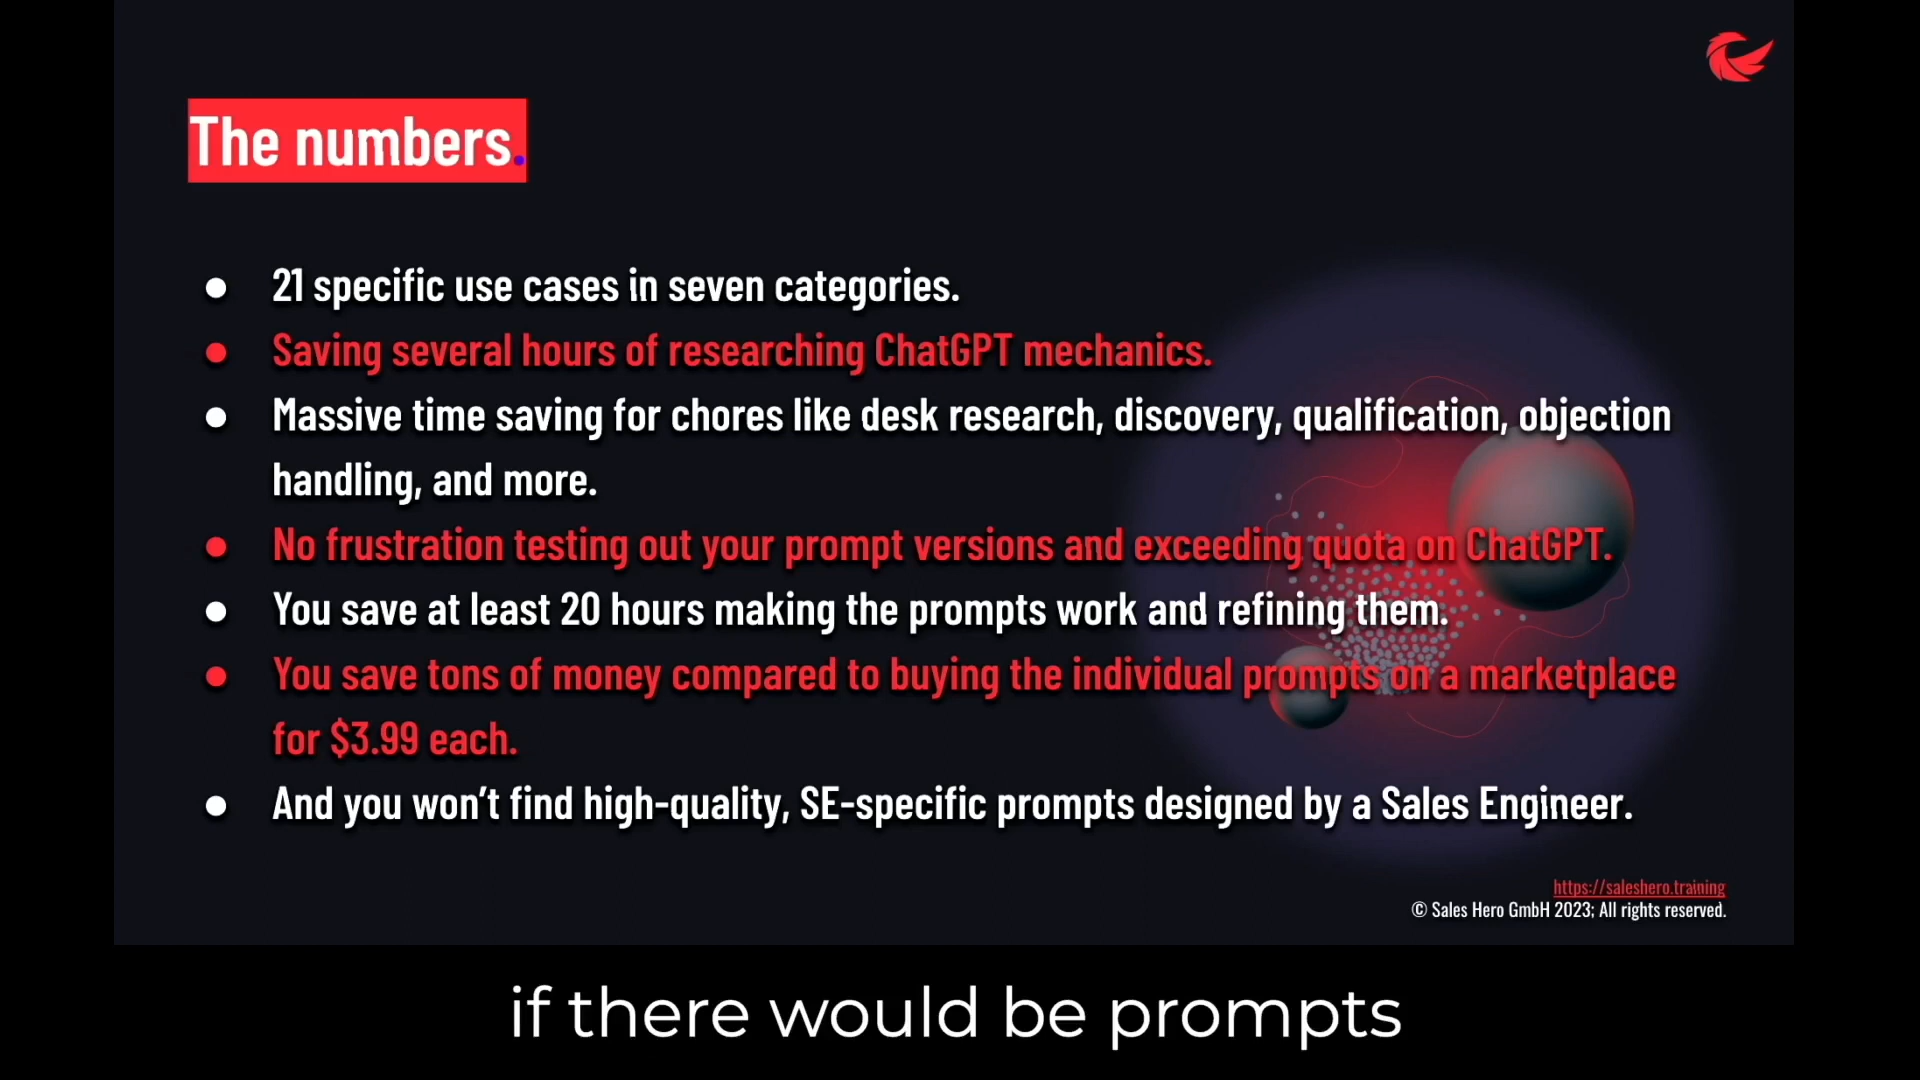 The numbers.
● 21 specific use cases in seven categories.
● Saving several hours of researching ChatGPT mechanics.
● Massive time saving for chores like desk research, discovery, qualification, objection
handling, and more.
● No frustration testing out your prompt versions and exceeding quota on ChatGPT.
● You save at least 20 hours making the prompts work and refining them.
● You save tons of money compared to buying the individual prompts on a marketplace
for $3.99 each.
● And you won’t find high-quality, SE-specific prompts designed by a Sales Engineer.
https://saleshero.training
© Sales Hero GmbH 2023; All rights reserved.
if there would be prompts